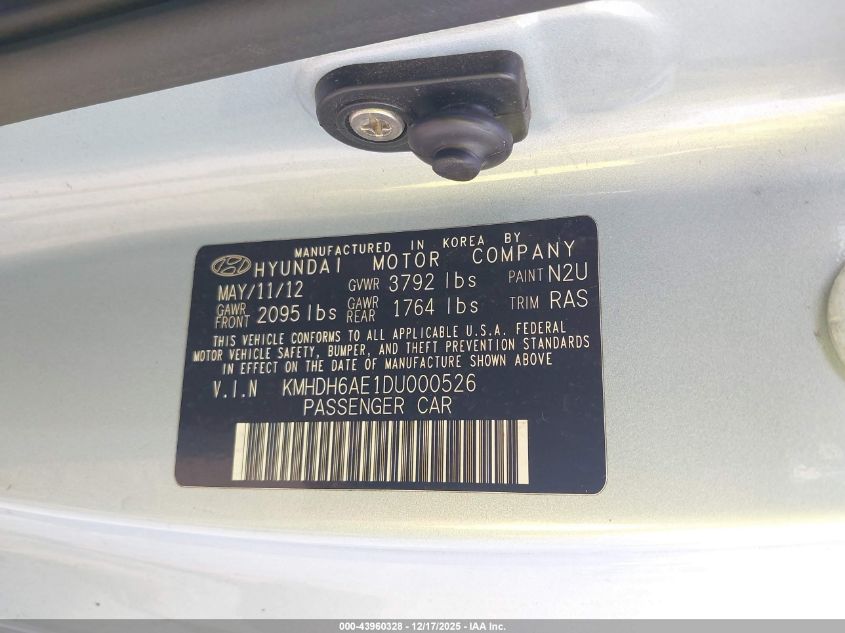 MANUFACTURED IN KOREA BY
HYUNDAI MOTOR COMPANY
MAY/11/12 GVWR 3792 lbs PAINT N2U
GAWR FRONT 2095 lbs GAWR REAR 1764 lbs TRIM RAS
THIS VEHICLE CONFORMS TO ALL APPLICABLE U.S.A. FEDERAL
MOTOR VEHICLE SAFETY, BUMPER, AND THEFT PREVENTION STANDARDS
IN EFFECT ON THE DATE OF MANUFACTURE SHOWN ABOVE
V.I.N KMHDH6AE1DU000526
PASSENGER CAR
000-43960328 - 12/17/2025 - IAA Inc.